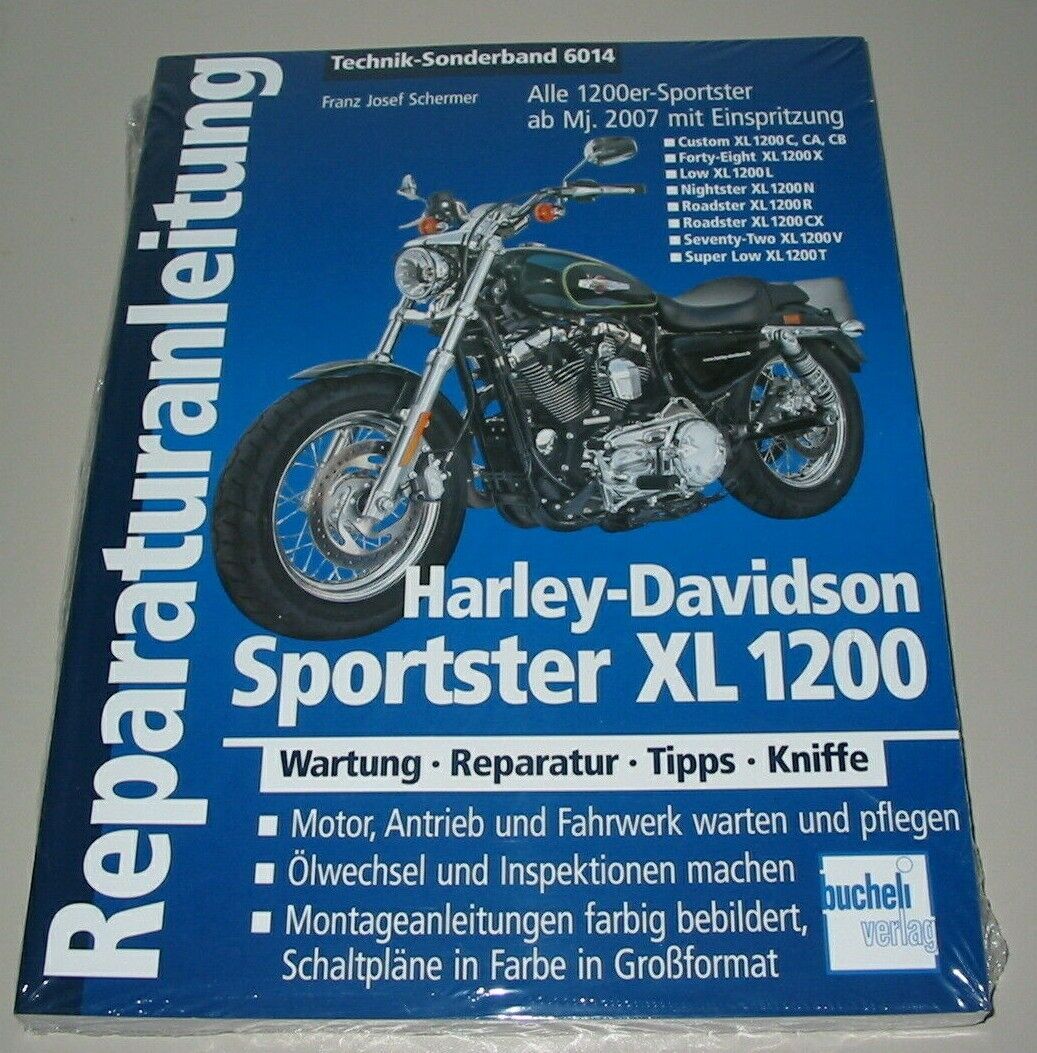 Reparaturanleitung
Technik-Sonderband 6014
Franz Josef Schermer
Alle 1200er-Sportster
ab Mj. 2007 mit Einspritzung
■ Custom XL 1200 C, CA, CB
■ Forty-Eight XL 1200 X
■ Low XL 1200 L
■ Nightster XL 1200 N
■ Roadster XL 1200 R
■ Roadster XL 1200 CX
■ Seventy-Two XL 1200 V
■ Super Low XL 1200 T
Harley-Davidson
Sportster XL 1200
Wartung · Reparatur · Tipps · Kniffe
■ Motor, Antrieb und Fahrwerk warten und pflegen
■ Ölwechsel und Inspektionen machen
■ Montageanleitungen farbig bebildert,
Schaltpläne in Farbe in Großformat
bucheli
verlag